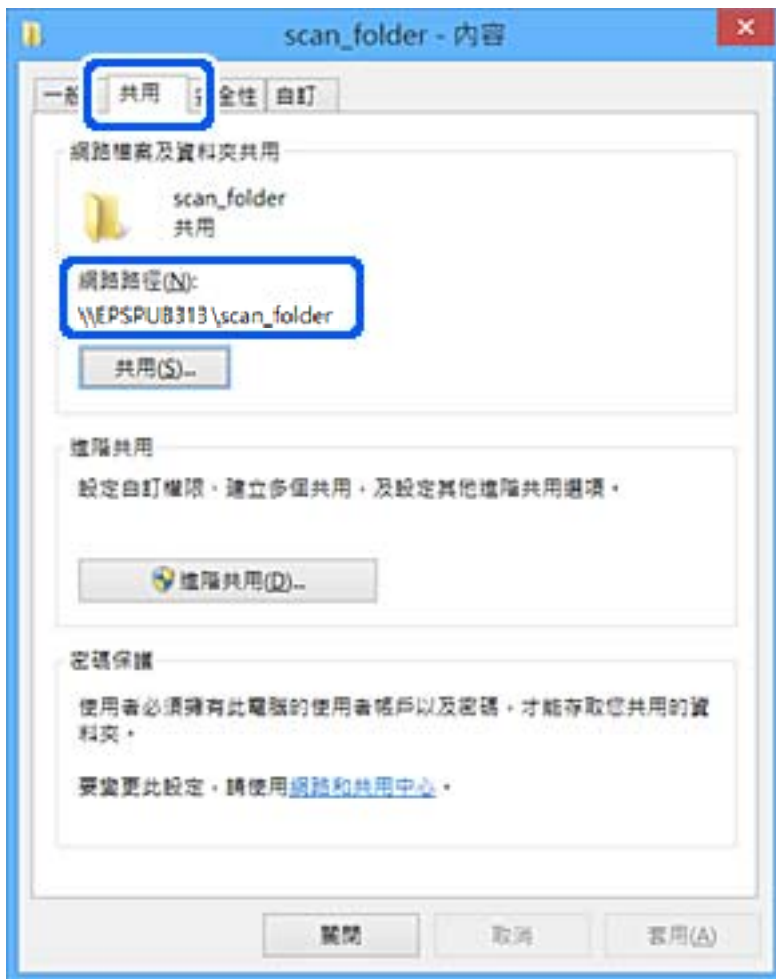 scan_folder - 內容
一般 共用 安全性 自訂
網路檔案及資料夾共用
scan_folder
共用
網路路徑(N):
\\EPSPUB313\scan_folder
共用(S)...
進階共用
設定自訂權限、建立多個共用，及設定其他進階共用選項。
進階共用(D)...
密碼保護
使用者必須擁有此電腦的使用者帳戶以及密碼，才能存取您共用的資
料夾。
要變更此設定，請使用網路和共用中心。
關閉 取消 套用(A)